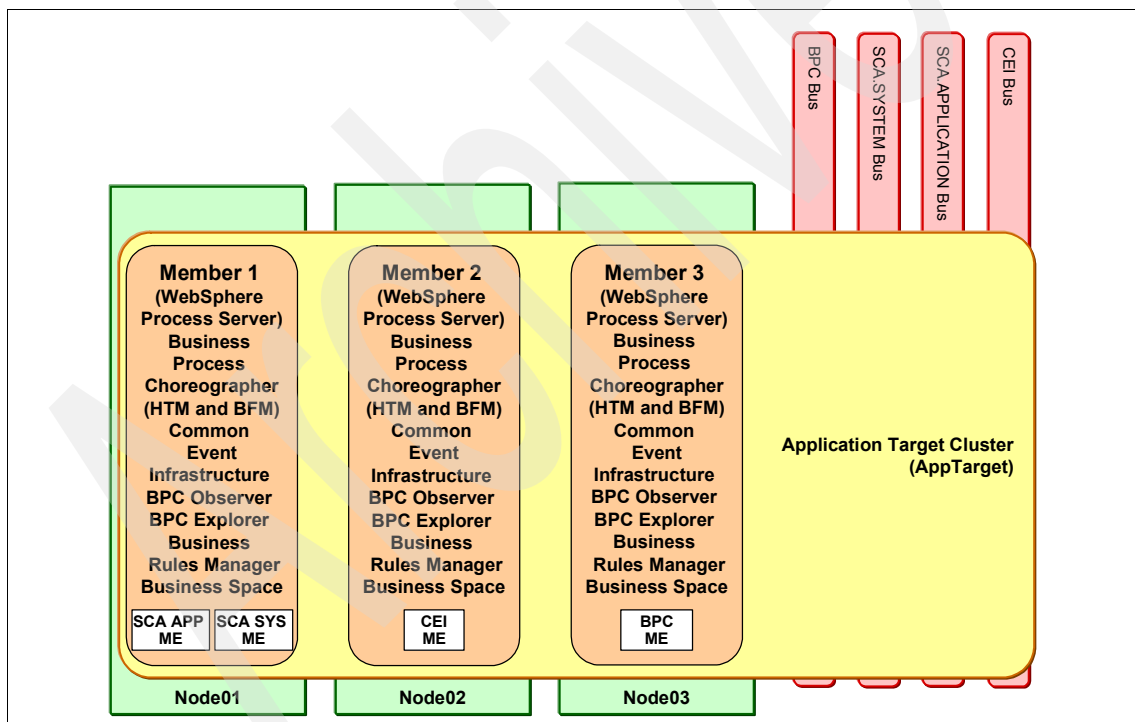 BPC Bus
SCA.SYSTEM Bus
SCA.APPLICATION Bus
CEI Bus
Member 1
(WebSphere
Process Server)
Business
Process
Choreographer
(HTM and BFM)
Common
Event
Infrastructure
BPC Observer
BPC Explorer
Business
Rules Manager
Business Space
SCA APP
ME
SCA SYS
ME
Node01
Member 2
(WebSphere
Process Server)
Business
Process
Choreographer
(HTM and BFM)
Common
Event
Infrastructure
BPC Observer
BPC Explorer
Business
Rules Manager
Business Space
CEI
ME
Node02
Member 3
(WebSphere
Process Server)
Business
Process
Choreographer
(HTM and BFM)
Common
Event
Infrastructure
BPC Observer
BPC Explorer
Business
Rules Manager
Business Space
BPC
ME
Node03
Application Target Cluster
(AppTarget)